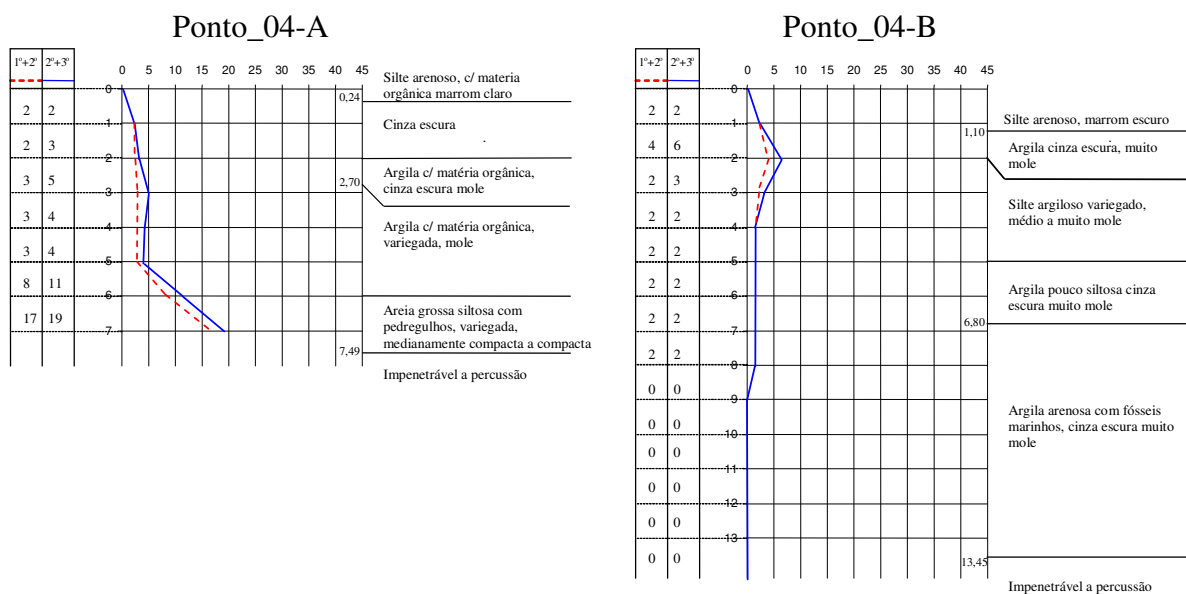 Ponto_04-A
1º+2º 2º+3º
0 5 10 15 20 25 30 35 40 45
0
2 2
1
2 3
2
3 5
3
3 4
4
3 4
5
8 11
6
17 19
7
0,24
2,70
7,49
Silte arenoso, c/ materia
orgânica marrom claro
Cinza escura
Argila c/ matéria orgânica,
cinza escura mole
Argila c/ matéria orgânica,
variegada, mole
Areia grossa siltosa com
pedregulhos, variegada,
medianamente compacta a compacta
Impenetrável a percussão
Ponto_04-B
1º+2º 2º+3º
0 5 10 15 20 25 30 35 40 45
0
2 2
1
4 6
2
2 3
3
2 2
4
2 2
5
2 2
6
2 2
7
2 2
8
0 0
9
0 0
10
0 0
11
0 0
12
0 0
13
0 0
1,10
6,80
13,45
Silte arenoso, marrom escuro
Argila cinza escura, muito
mole
Silte argiloso variegado,
médio a muito mole
Argila pouco siltosa cinza
escura muito mole
Argila arenosa com fósseis
marinhos, cinza escura muito
mole
Impenetrável a percussão